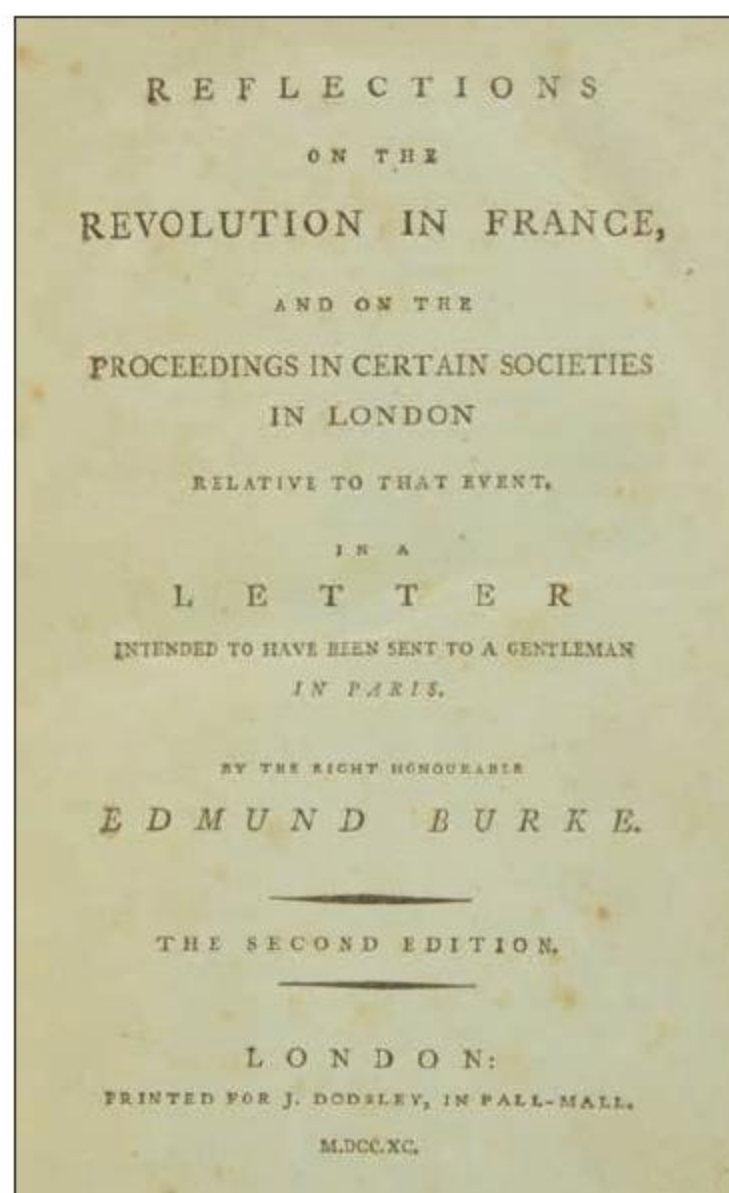 REFLECTIONS
ON THE
REVOLUTION IN FRANCE,
AND ON THE
PROCEEDINGS IN CERTAIN SOCIETIES
IN LONDON
RELATIVE TO THAT EVENT.
IN A
LETTER
INTENDED TO HAVE BEEN SENT TO A GENTLEMAN
IN PARIS.
BY THE RIGHT HONOURABLE
EDMUND BURKE.
THE SECOND EDITION.
LONDON:
PRINTED FOR J. DODSLEY, IN PALL-MALL.
M.DCC.XC.